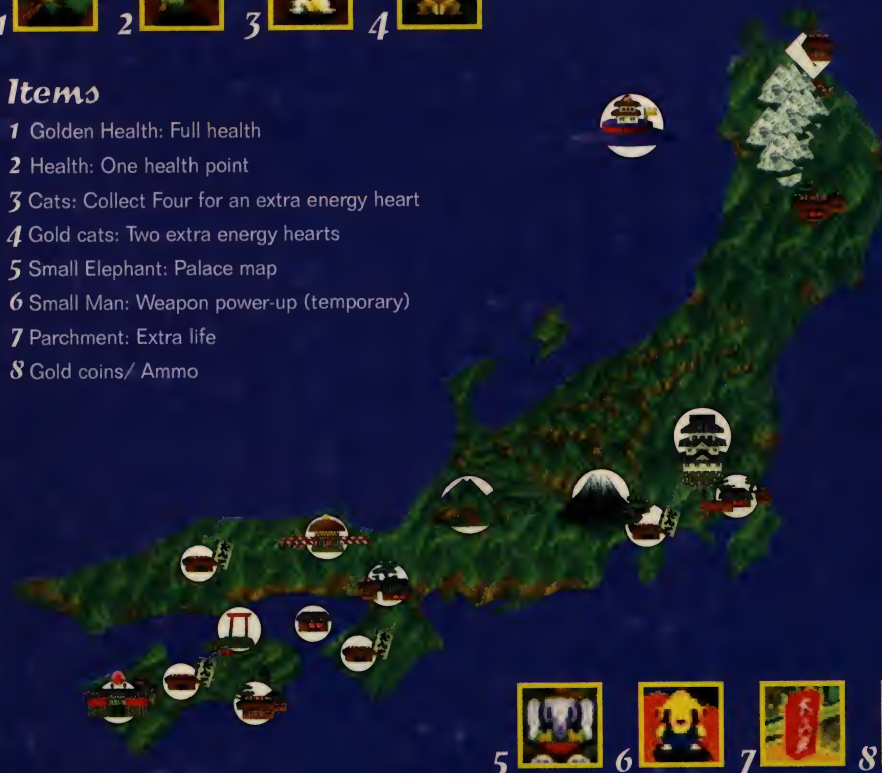 1 2 3 4
Items
1 Golden Health: Full health
2 Health: One health point
3 Cats: Collect Four for an extra energy heart
4 Gold cats: Two extra energy hearts
5 Small Elephant: Palace map
6 Small Man: Weapon power-up (temporary)
7 Parchment: Extra life
8 Gold coins/ Ammo
5 6 7 8